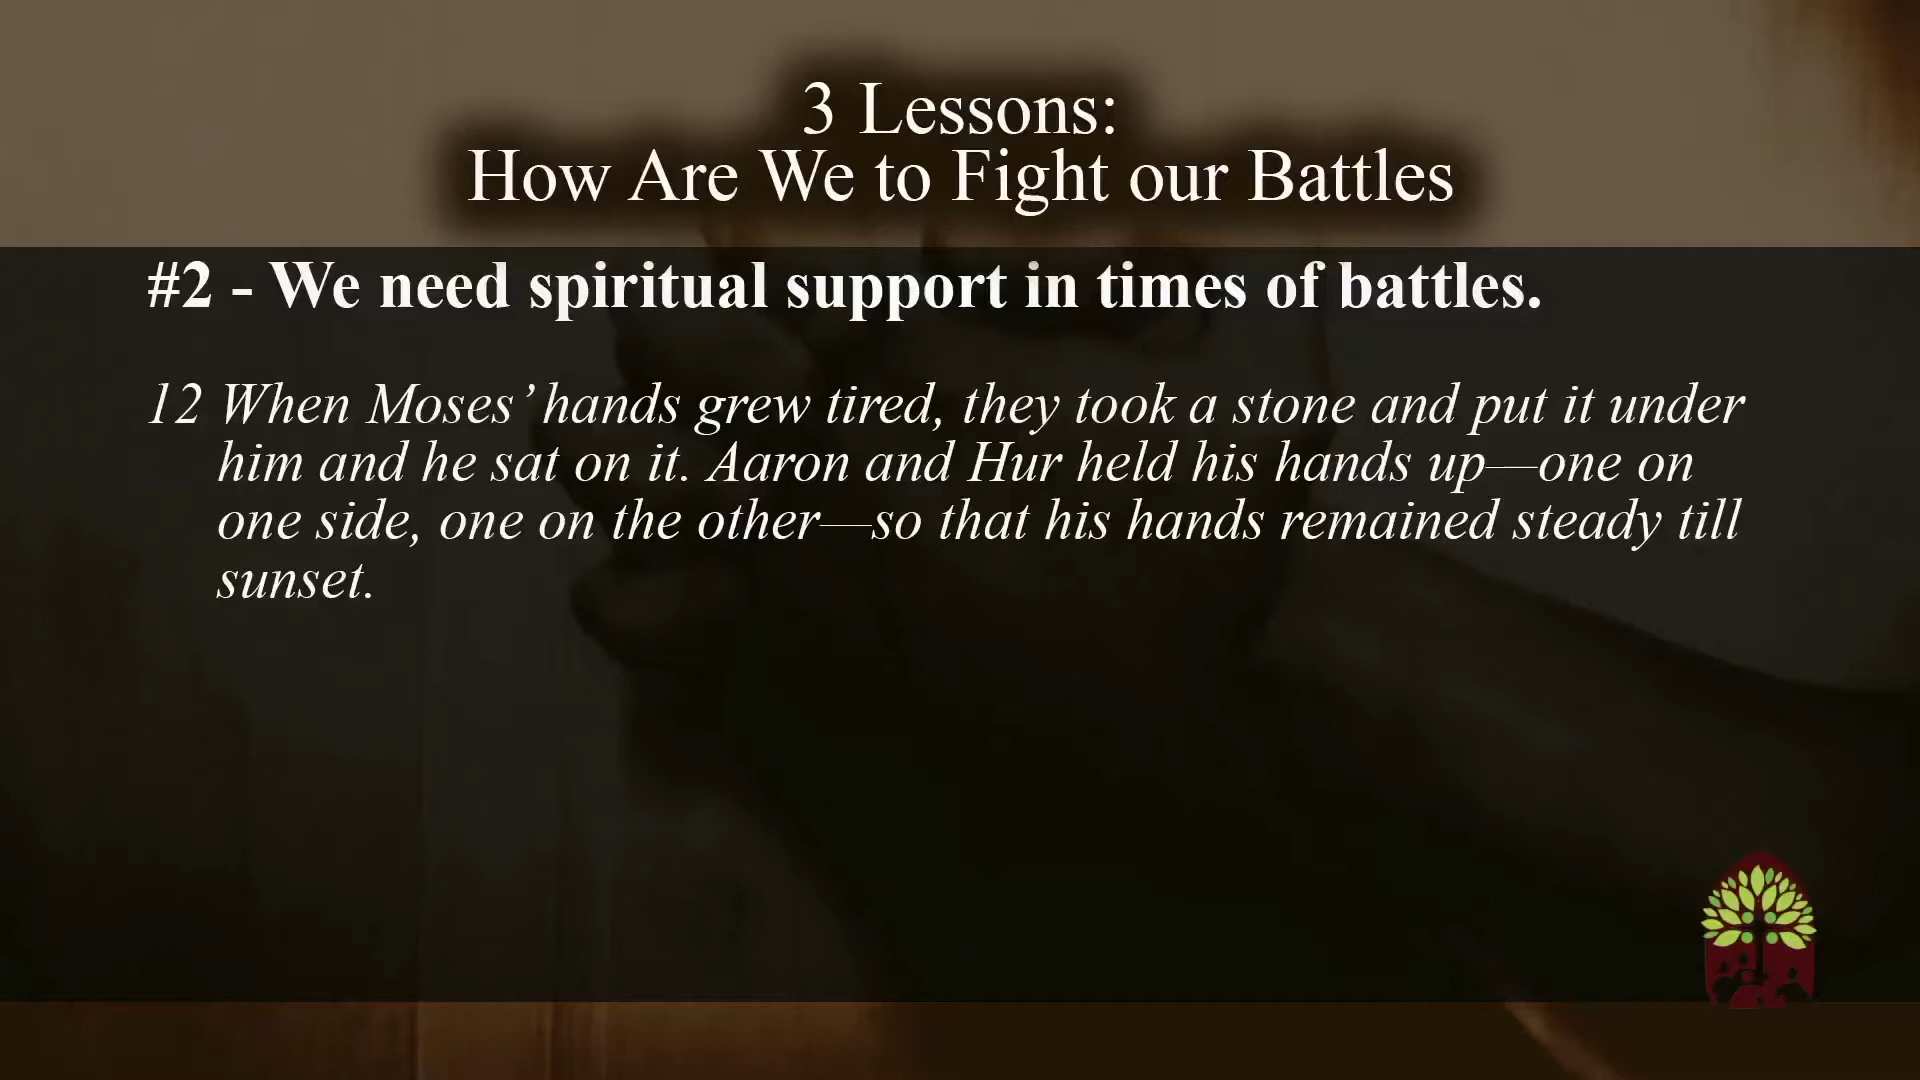 3 Lessons:
How Are We to Fight our Battles
#2 - We need spiritual support in times of battles.
12 When Moses’ hands grew tired, they took a stone and put it under
him and he sat on it. Aaron and Hur held his hands up—one on
one side, one on the other—so that his hands remained steady till
sunset.